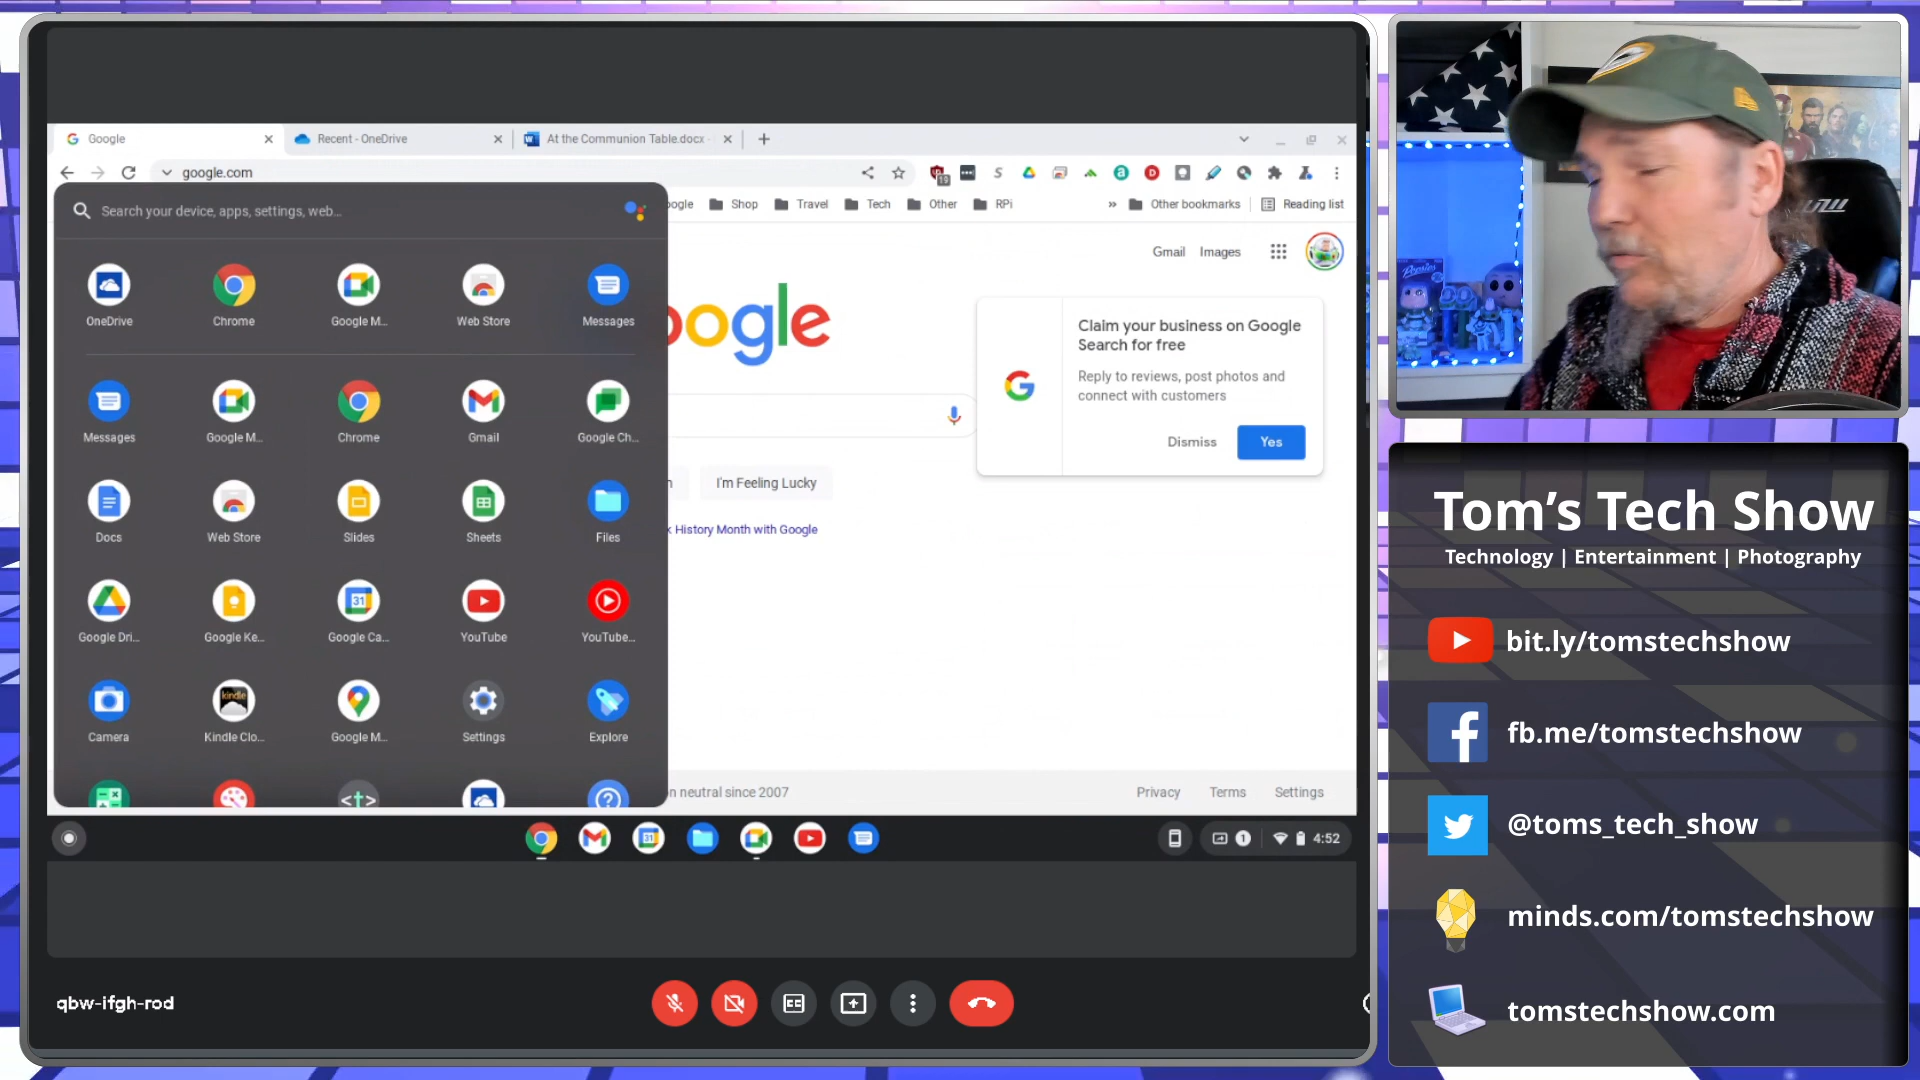 Google
Recent - OneDrive
At the Communion Table.docx -
google.com
19
Search your device, apps, settings, web...
Shop
Travel
Tech
Other
RPi
»
Other bookmarks
Reading list
OneDrive
Chrome
Google M...
Web Store
Messages
Gmail
Images
Claim your business on Google
Search for free
Reply to reviews, post photos and
connect with customers
Dismiss
Yes
Messages
Google M...
Chrome
Gmail
Google Ch...
I'm Feeling Lucky
Docs
Web Store
Slides
Sheets
Files
History Month with Google
31
Google Dri...
Google Ke...
Google Ca...
YouTube
YouTube...
kindle
Camera
Kindle Clo...
Google M...
Settings
Explore
<t>
neutral since 2007
Privacy
Terms
Settings
31
1
4:52
qbw-ifgh-rod
Tom's Tech Show
Technology | Entertainment | Photography
bit.ly/tomstechshow
fb.me/tomstechshow
@toms_tech_show
minds.com/tomstechshow
tomstechshow.com